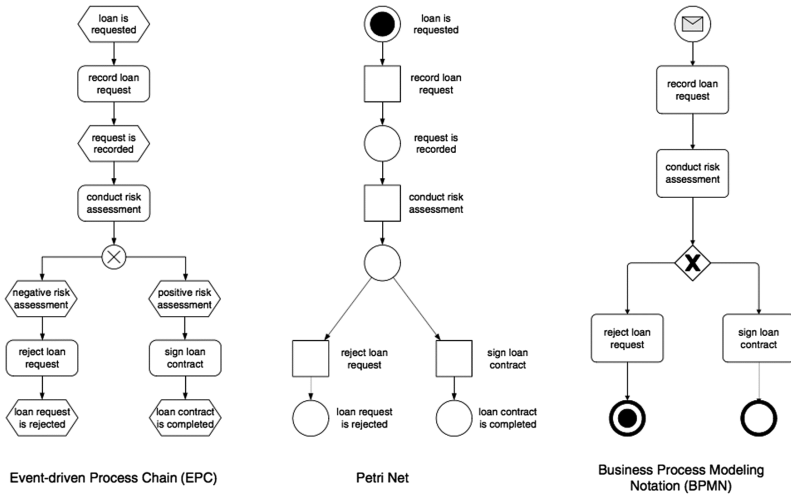 loan is
requested
record loan
request
request is
recorded
conduct risk
assessment
negative risk
assessment
positive risk
assessment
reject loan
request
sign loan
contract
loan request
is rejected
loan contract
is completed
Event-driven Process Chain (EPC)
loan is
requested
record loan
request
request is
recorded
conduct risk
assessment
reject loan
request
sign loan
contract
loan request
is rejected
loan contract
is completed
Petri Net
record loan
request
conduct risk
assessment
X
reject loan
request
sign loan
contract
Business Process Modeling
Notation (BPMN)